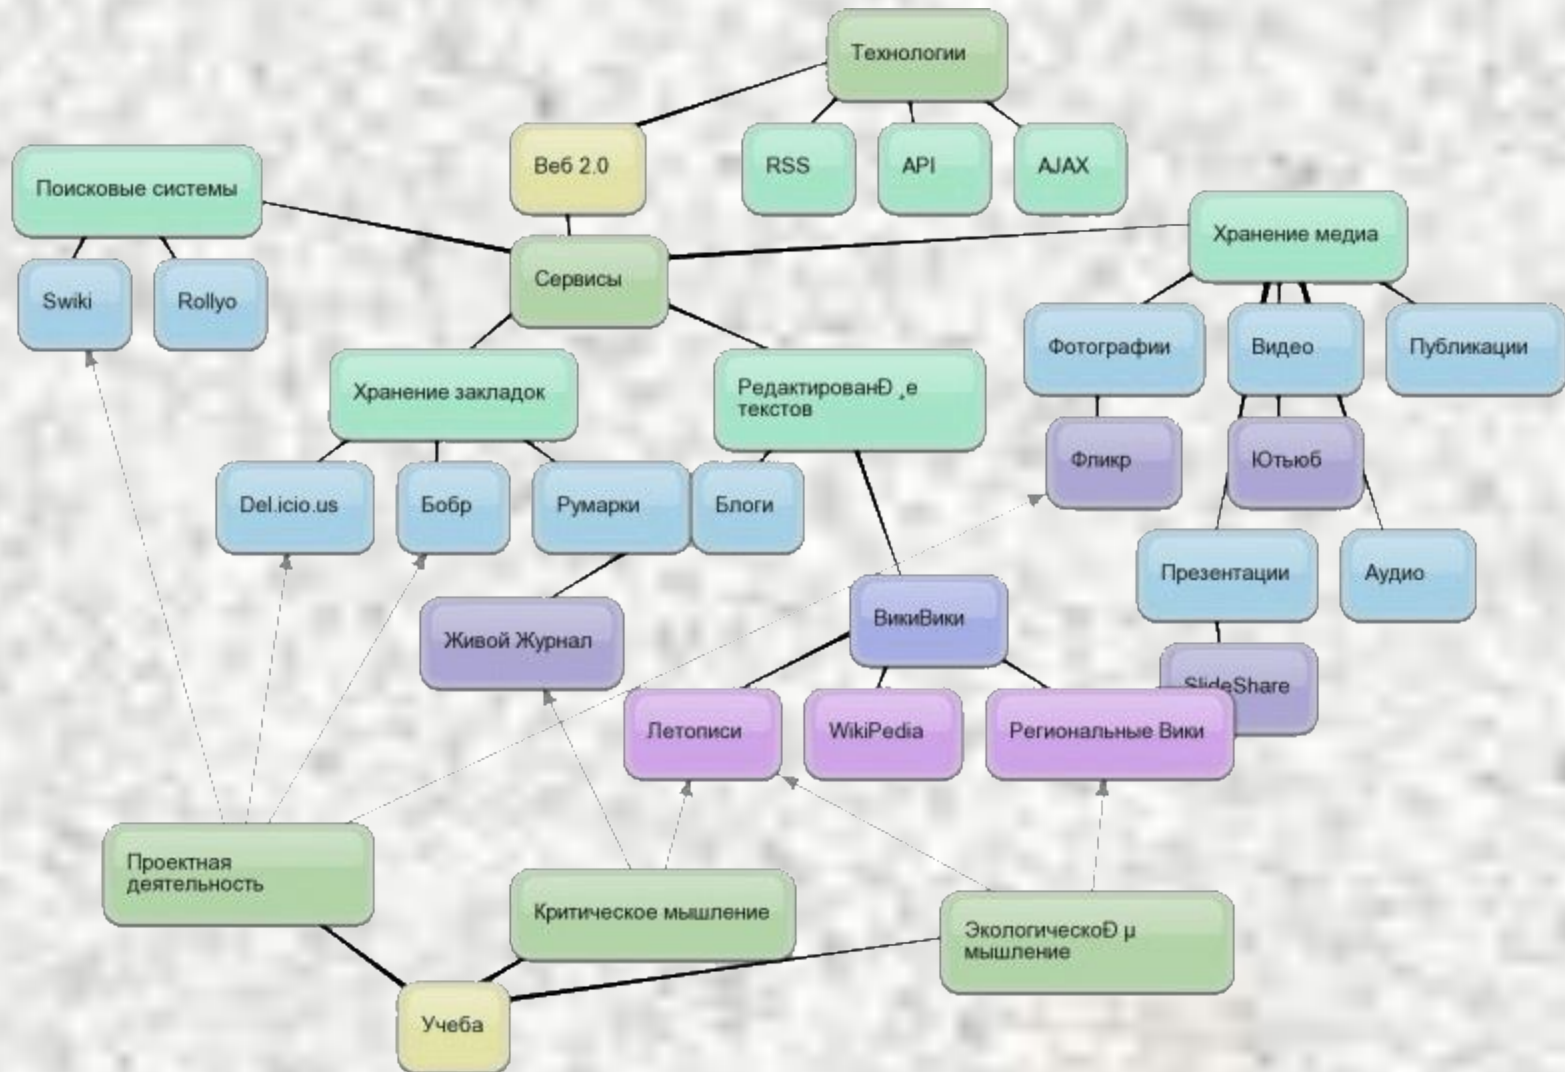 Технологии
Веб 2.0
RSS
API
AJAX
Поисковые системы
Хранение медиа
Сервисы
Swiki
Rollyo
Фотографии
Видео
Публикации
Хранение закладок
РедактированÐ¸е
текстов
Фликр
Ютьюб
Del.icio.us
Бобр
Румарки
Блоги
Презентации
Аудио
ВикиВики
Живой Журнал
SlideShare
Летописи
WikiPedia
Региональные Вики
Проектная
деятельность
Критическое мышление
ЭкологическоÐµ
мышление
Учеба